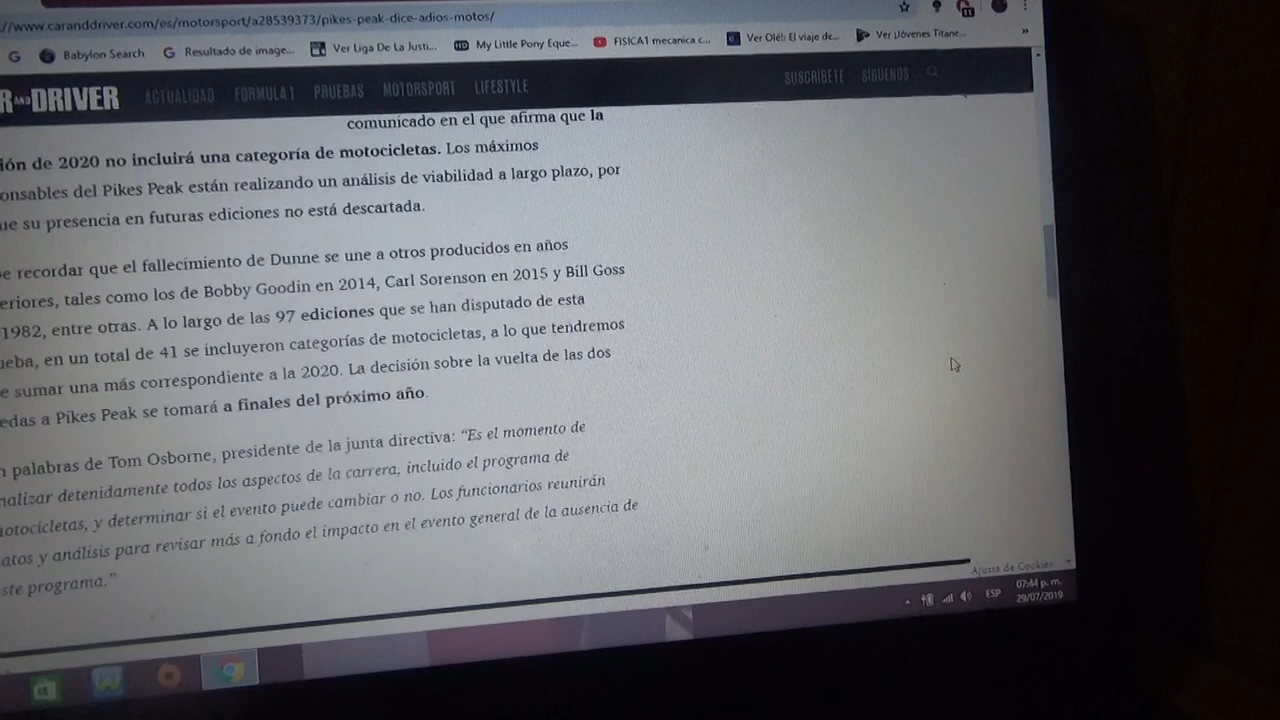 //www.caranddriver.com/es/motorsport/a28539373/pikes-peak-dice-adios-motos/
Babylon Search
Resultado de image...
Ver Liga De La Justi...
My Little Pony Eque...
FISICA1 mecanica c...
Ver Olé!: El viaje de...
Ver ¡Jóvenes Titane...
»
R AND DRIVER
ACTUALIDAD
FÓRMULA 1
PRUEBAS
MOTORSPORT
LIFESTYLE
SUSCRÍBETE
SÍGUENOS
comunicado en el que afirma que la
ión de 2020 no incluirá una categoría de motocicletas. Los máximos
onsables del Pikes Peak están realizando un análisis de viabilidad a largo plazo, por
ue su presencia en futuras ediciones no está descartada.
e recordar que el fallecimiento de Dunne se une a otros producidos en años
eriores, tales como los de Bobby Goodin en 2014, Carl Sorenson en 2015 y Bill Goss
1982, entre otras. A lo largo de las 97 ediciones que se han disputado de esta
ueba, en un total de 41 se incluyeron categorías de motocicletas, a lo que tendremos
e sumar una más correspondiente a la 2020. La decisión sobre la vuelta de las dos
edas a Pikes Peak se tomará a finales del próximo año.
n palabras de Tom Osborne, presidente de la junta directiva: "Es el momento de
nalizar detenidamente todos los aspectos de la carrera, incluido el programa de
otocicletas, y determinar si el evento puede cambiar o no. Los funcionarios reunirán
atos y análisis para revisar más a fondo el impacto en el evento general de la ausencia de
ste programa."
Ajuste de Cookies
ESP
07:44 p. m.
29/07/2019